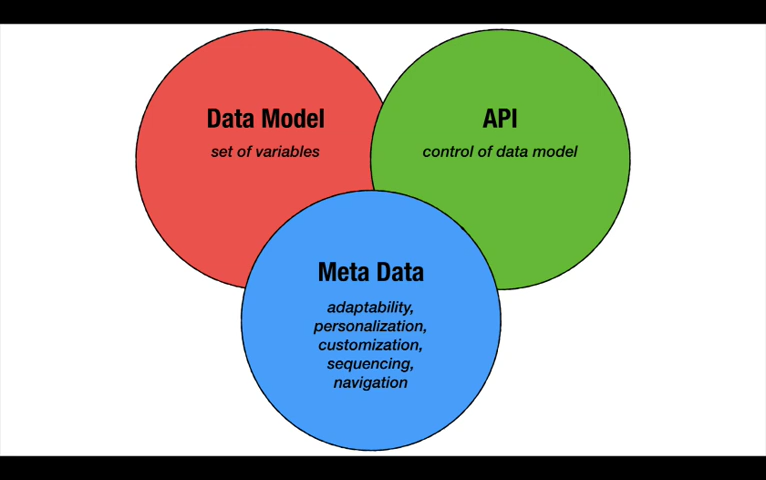 Data Model
set of variables
API
control of data model
Meta Data
adaptability,
personalization,
customization,
sequencing,
navigation